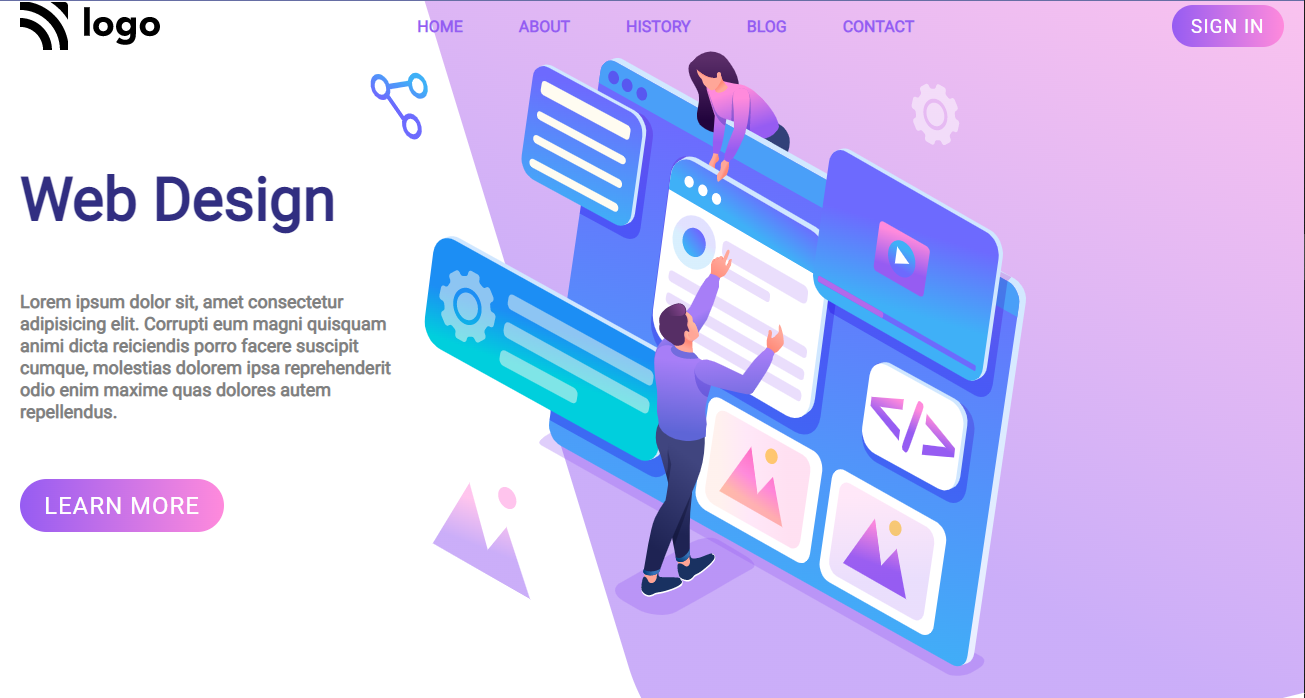 logo
HOME ABOUT HISTORY BLOG CONTACT
SIGN IN
Web Design
Lorem ipsum dolor sit, amet consectetur
adipisicing elit. Corrupti eum magni quisquam
animi dicta reiciendis porro facere suscipit
cumque, molestias dolorem ipsa reprehenderit
odio enim maxime quas dolores autem
repellendus.
LEARN MORE
</>